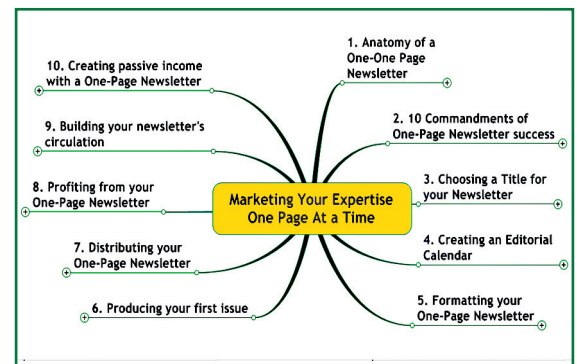 1. Anatomy of a
One-One Page
Newsletter
2. 10 Commandments of
One-Page Newsletter success
3. Choosing a Title for
your Newsletter
4. Creating an Editorial
Calendar
5. Formatting your
One-Page Newsletter
6. Producing your first issue
7. Distributing your
One-Page Newsletter
8. Profiting from your
One-Page Newsletter
9. Building your newsletter's
circulation
10. Creating passive income
with a One-Page Newsletter
Marketing Your Expertise
One Page At a Time